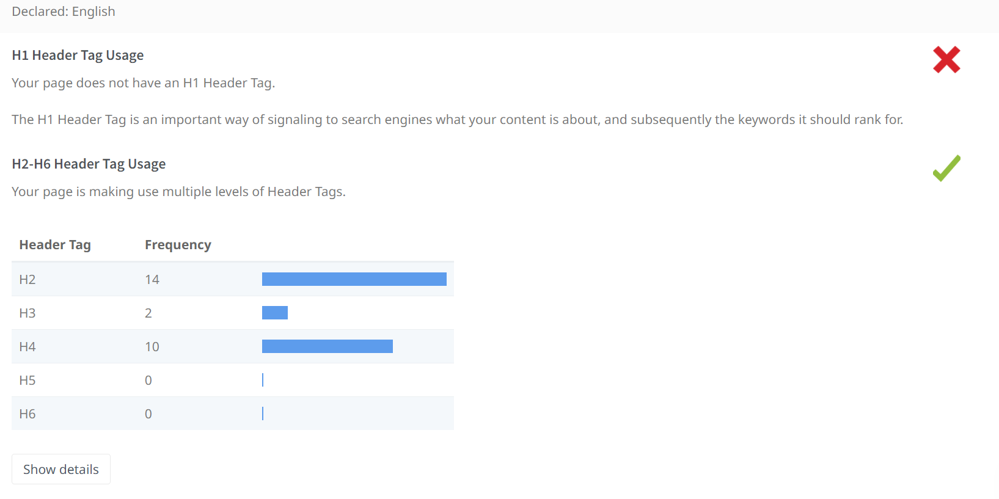 Declared: English
H1 Header Tag Usage
Your page does not have an H1 Header Tag.
The H1 Header Tag is an important way of signaling to search engines what your content is about, and subsequently the keywords it should rank for.
H2-H6 Header Tag Usage
Your page is making use multiple levels of Header Tags.
Header Tag Frequency
H2 14
H3 2
H4 10
H5 0
H6 0
Show details